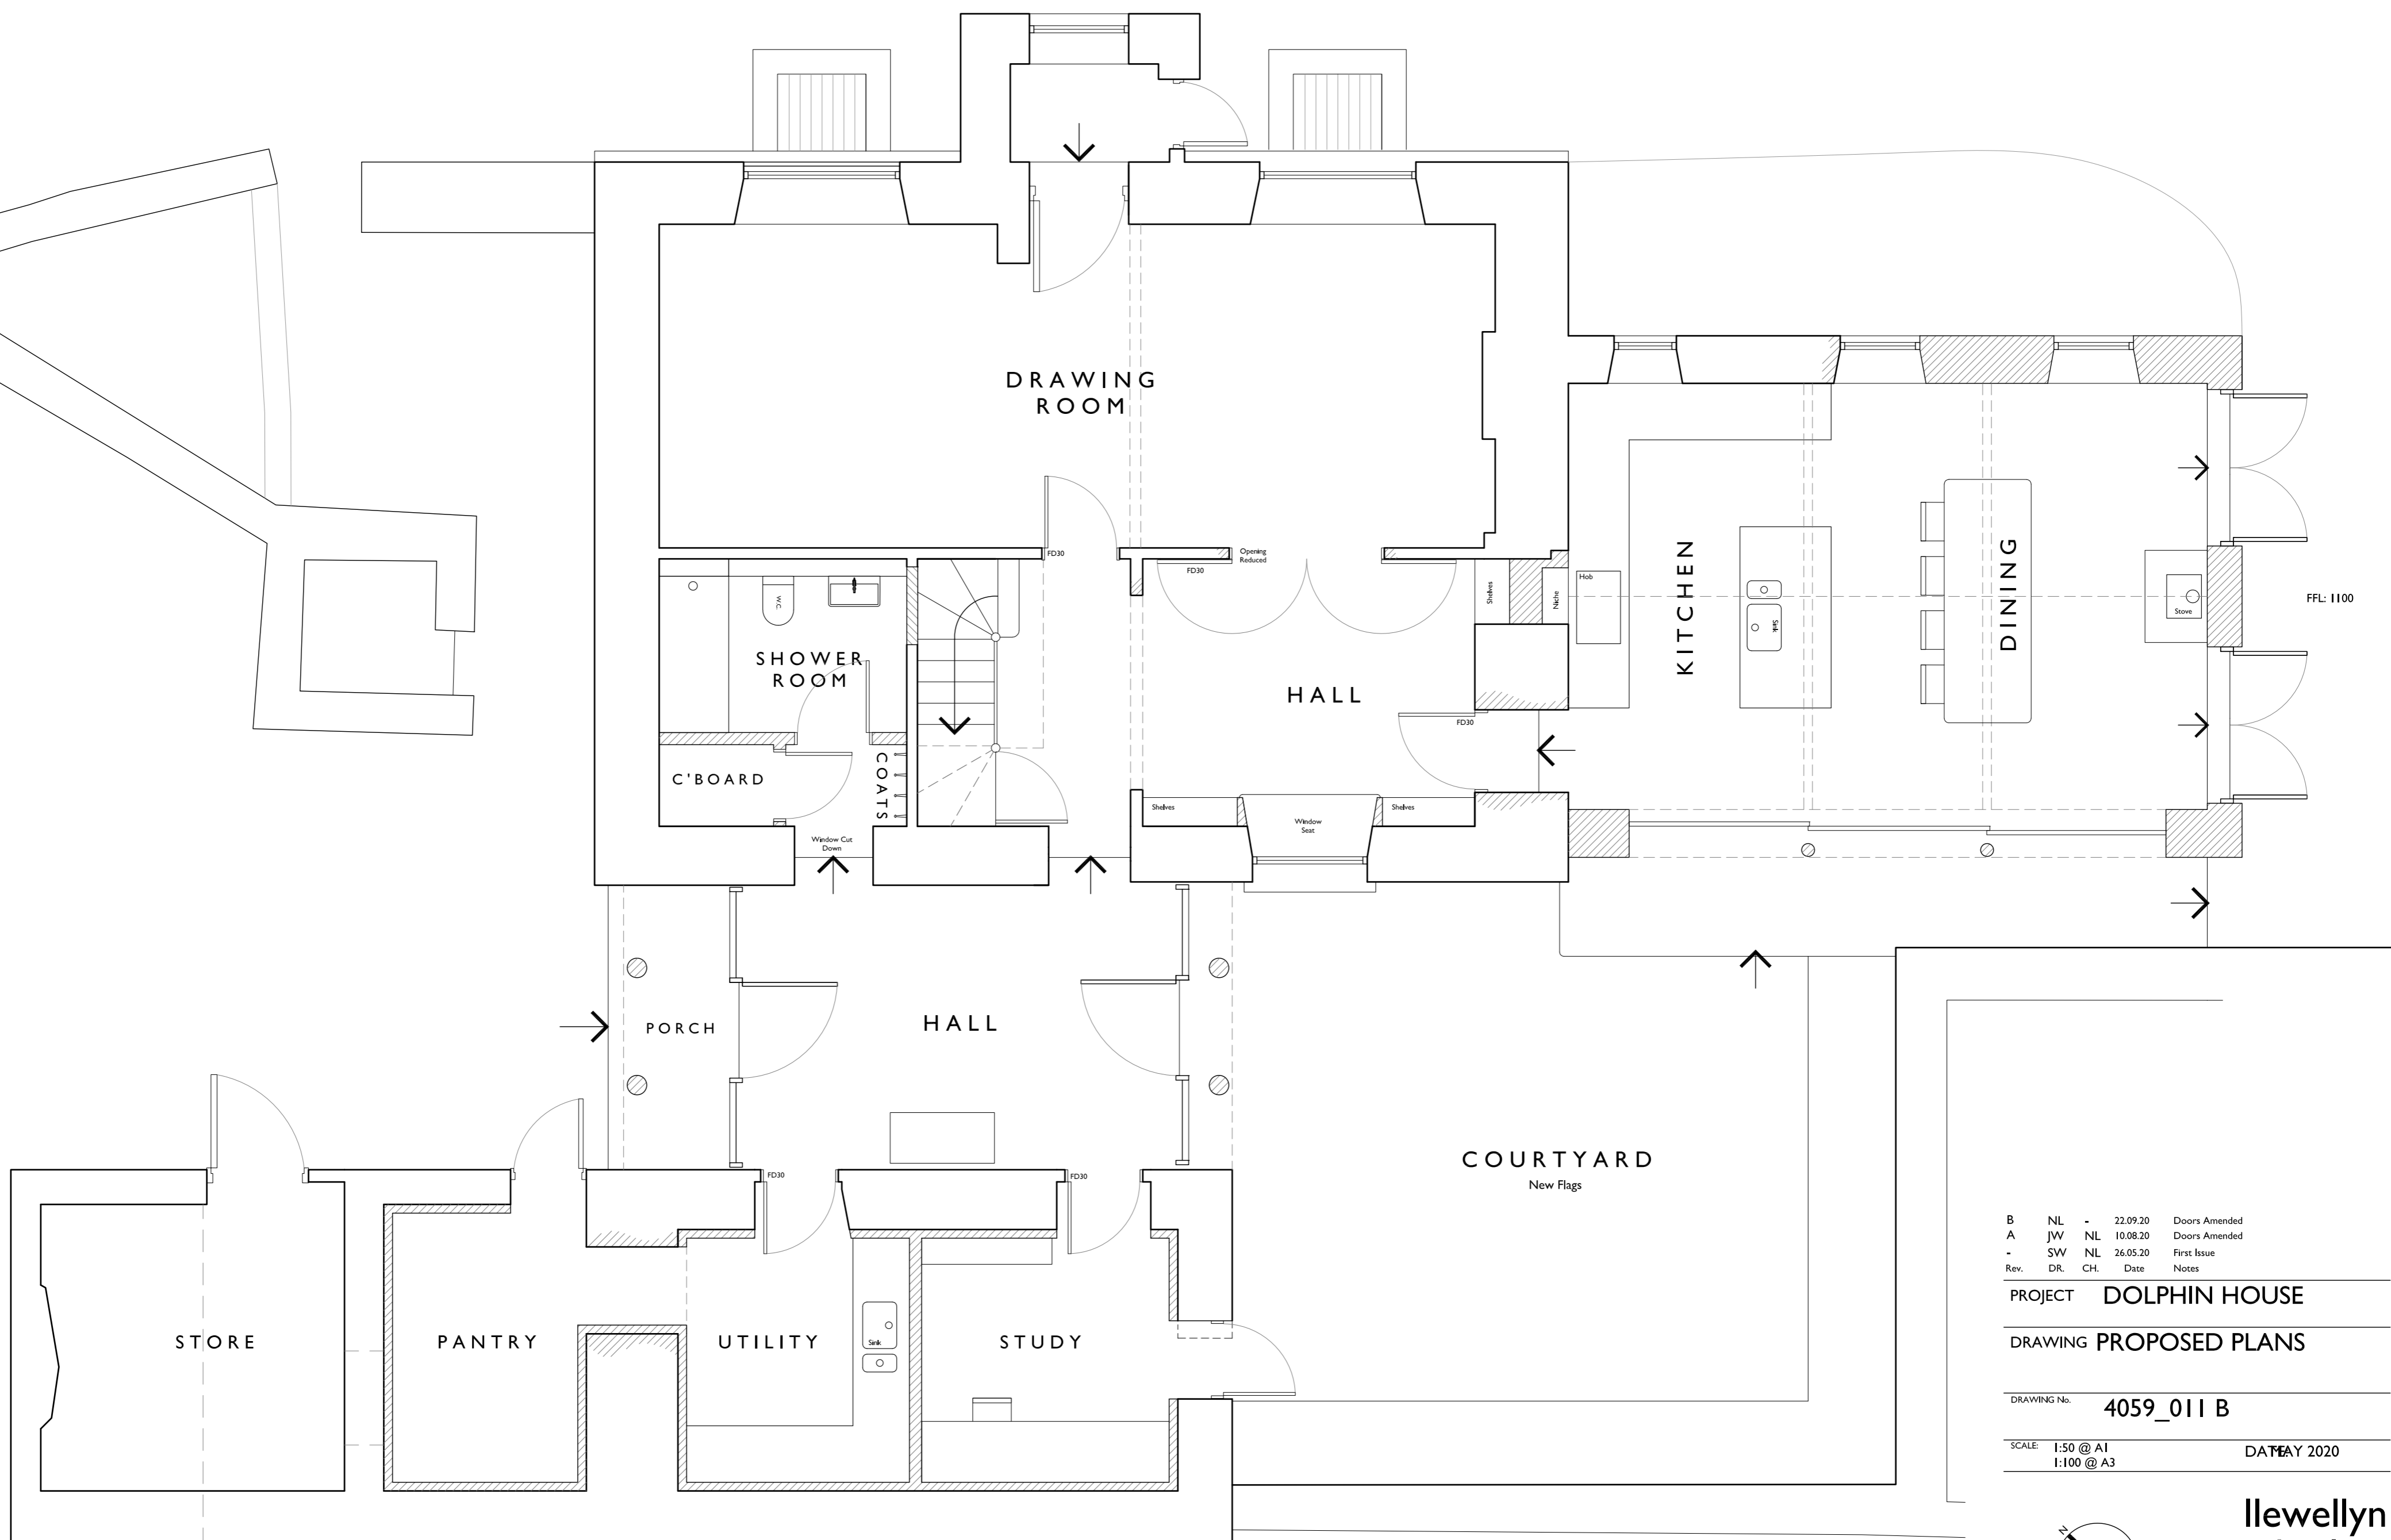 DRAWING
ROOM
FD30
Opening
Reduced
FD30
Shelves
Niche
Hob
KITCHEN
Sink
DINING
Stove
FFL: 1100
W.C.
SHOWER
ROOM
HALL
FD30
C'BOARD
COATS
Shelves
Window
Seat
Shelves
Window Cut
Down
PORCH
HALL
FD30
FD30
COURTYARD
New Flags
STORE
PANTRY
UTILITY
Sink
STUDY
B NL - 22.09.20 Doors Amended
A JW NL 10.08.20 Doors Amended
- SW NL 26.05.20 First Issue
Rev. DR. CH. Date Notes
PROJECT DOLPHIN HOUSE
DRAWING PROPOSED PLANS
DRAWING No. 4059_011 B
SCALE: 1:50 @ A1
1:100 @ A3
DATE: MAY 2020
llewellyn
N